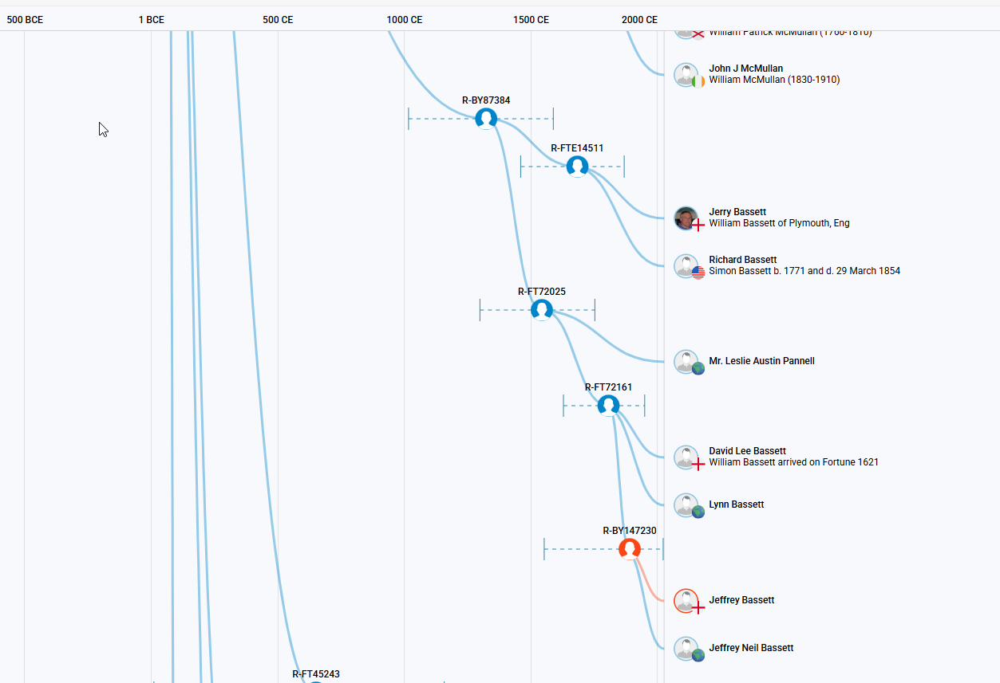 500 BCE 1 BCE 500 CE 1000 CE 1500 CE 2000 CE
William Patrick McMullan (1760-1810)
John J McMullan
William McMullan (1830-1910)
R-BY87384
R-FTE14511
Jerry Bassett
William Bassett of Plymouth, Eng
Richard Bassett
Simon Bassett b. 1771 and d. 29 March 1854
R-FT72025
Mr. Leslie Austin Pannell
R-FT72161
David Lee Bassett
William Bassett arrived on Fortune 1621
Lynn Bassett
R-BY147230
Jeffrey Bassett
Jeffrey Neil Bassett
R-FT45243